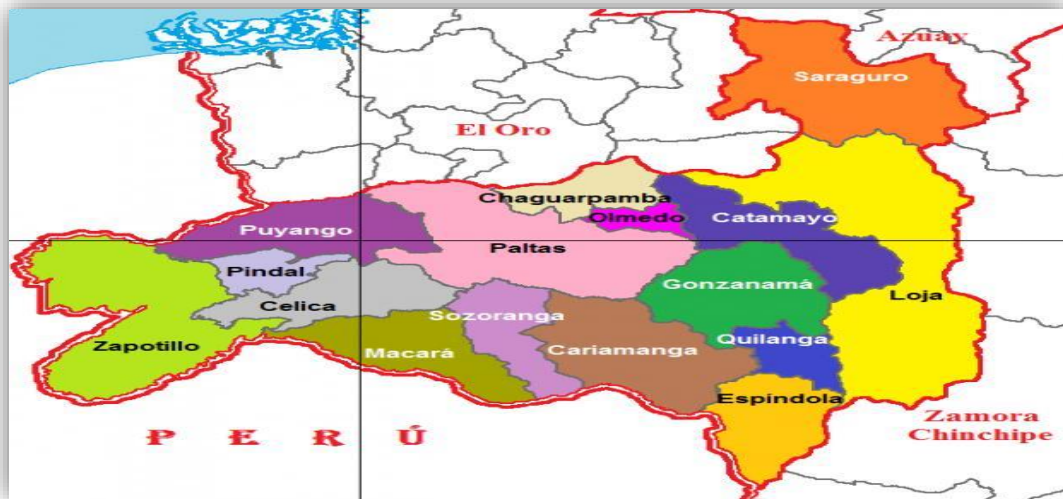 Azuay
Saraguro
El Oro
Chaguarpamba
Olmedo
Catamayo
Puyango
Paltas
Pindal
Gonzanamá
Celica
Loja
Sozoranga
Zapotillo
Macará
Cariamanga
Quilanga
Espíndola
Zamora
Chinchipe
P E R Ú